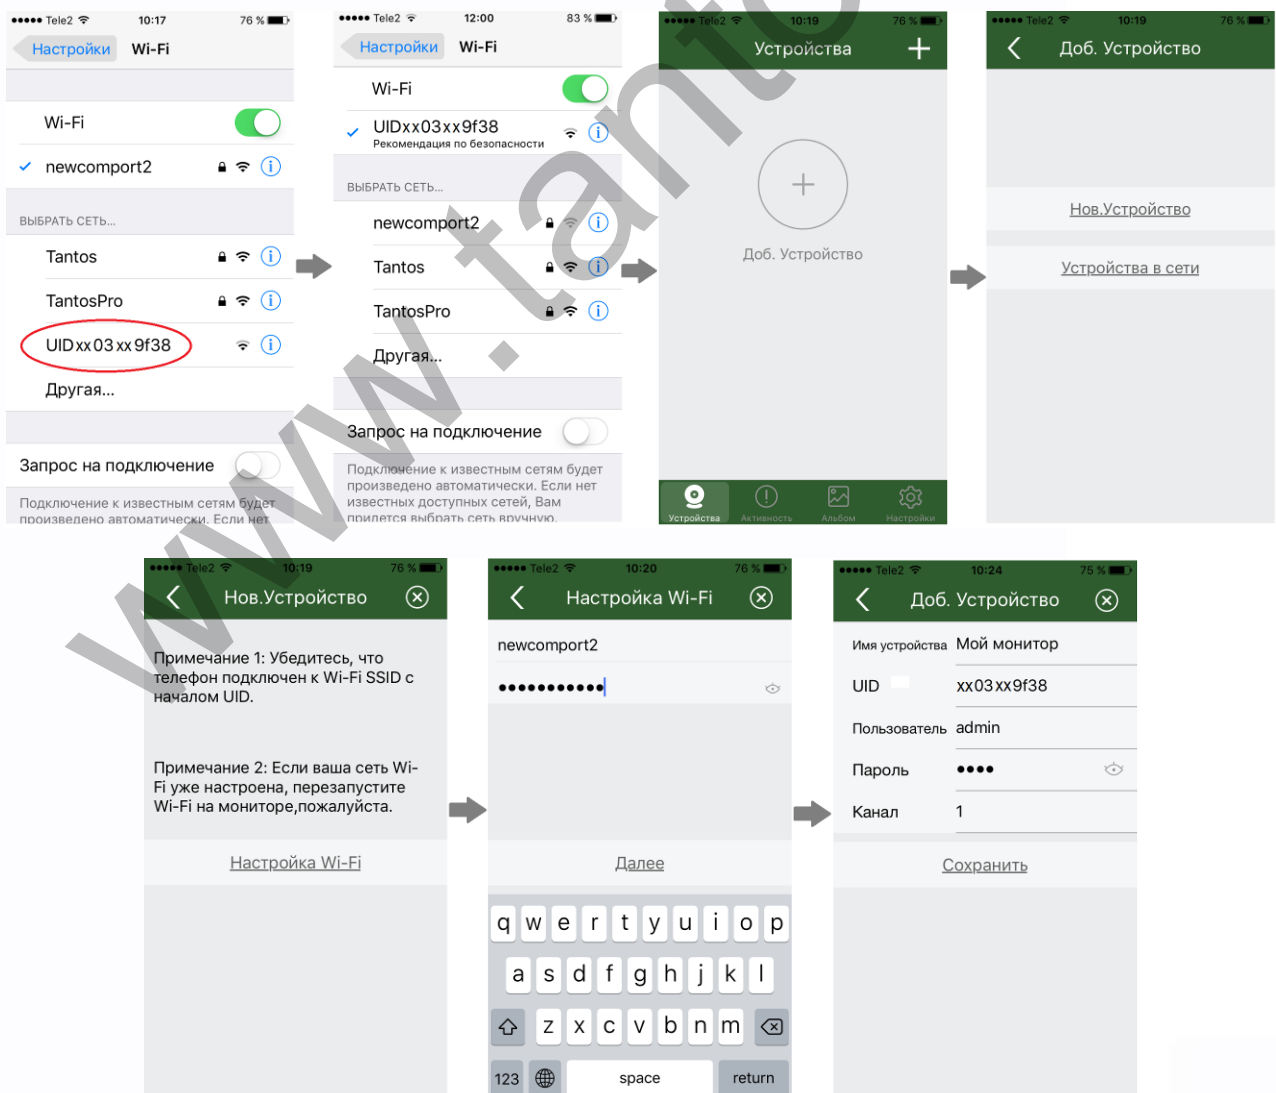 Tele2 10:17 76 %
Настройки Wi-Fi
Wi-Fi
newcomport2
ВЫБРАТЬ СЕТЬ...
Tantos
TantosPro
UIDxx03xx9f38
Другая...
Запрос на подключение
Подключение к известным сетям будет
произведено автоматически. Если нет
Tele2 12:00 83 %
Настройки Wi-Fi
Wi-Fi
UIDxx03xx9f38
Рекомендация по безопасности
ВЫБРАТЬ СЕТЬ...
newcomport2
Tantos
TantosPro
Другая...
Запрос на подключение
Подключение к известным сетям будет
произведено автоматически. Если нет
известных доступных сетей, Вам
придется выбрать сеть вручную.
Tele2 10:19 76 %
Устройства
Доб. Устройство
Устройства Активность Альбом Настройки
Tele2 10:19 76 %
Доб. Устройство
Нов.Устройство
Устройства в сети
Tele2 10:19 76 %
Нов.Устройство
Примечание 1: Убедитесь, что
телефон подключен к Wi-Fi SSID с
началом UID.
Примечание 2: Если ваша сеть Wi-
Fi уже настроена, перезапустите
Wi-Fi на мониторе,пожалуйста.
Настройка Wi-Fi
Tele2 10:20 76 %
Настройка Wi-Fi
newcomport2
Далее
q w e r t y u i o p
a s d f g h j k l
z x c v b n m
123 space return
Tele2 10:24 75 %
Доб. Устройство
Имя устройства Мой монитор
UID xx03xx9f38
Пользователь admin
Пароль
Канал 1
Сохранить
www.tanto